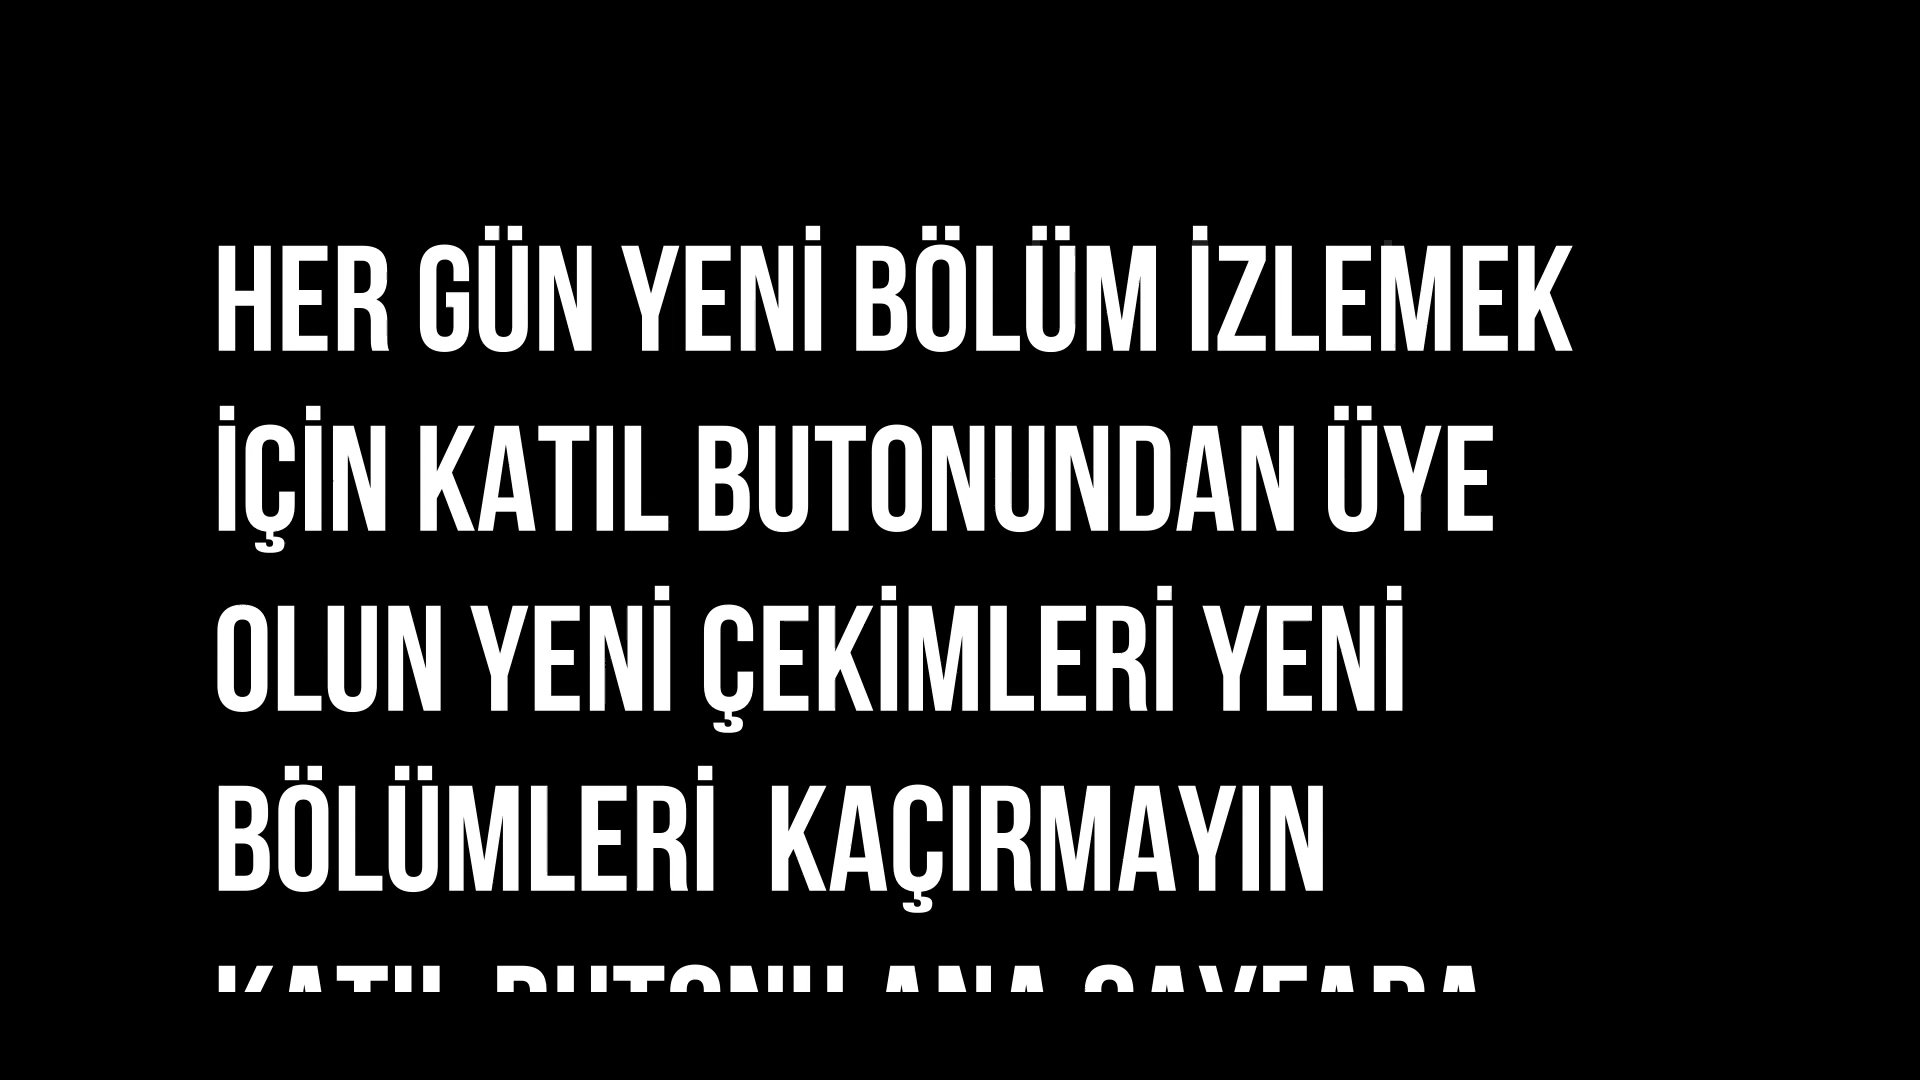 HER GÜN YENİ BÖLÜM İZLEMEK
İÇİN KATIL BUTONUNDAN ÜYE
OLUN YENİ ÇEKİMLERİ YENİ
BÖLÜMLERİ  KAÇIRMAYIN